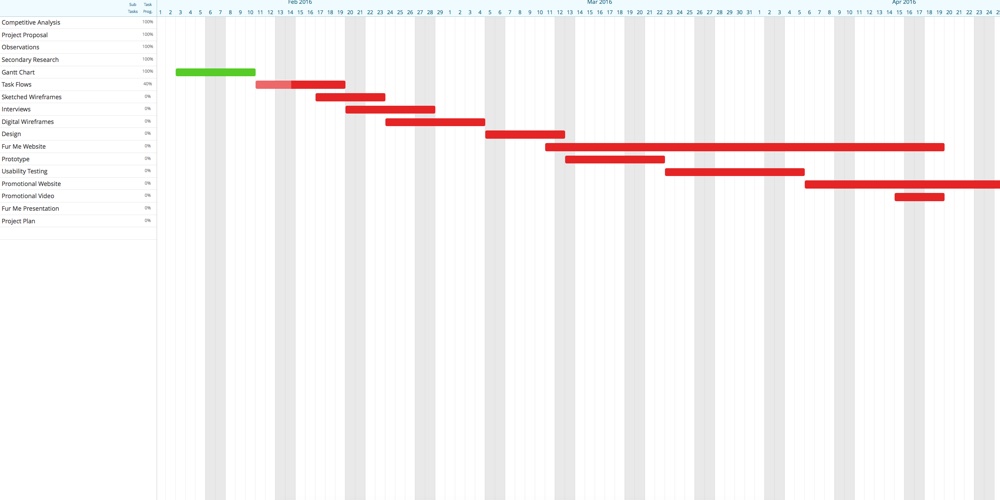 Feb 2016 Mar 2016 Apr 2016
Sub Task
Tasks Prog. 1 2 3 4 5 6 7 8 9 10 11 12 13 14 15 16 17 18 19 20 21 22 23 24 25 26 27 28 29 1 2 3 4 5 6 7 8 9 10 11 12 13 14 15 16 17 18 19 20 21 22 23 24 25 26 27 28 29 30 31 1 2 3 4 5 6 7 8 9 10 11 12 13 14 15 16 17 18 19 20 21 22 23 24
Competitive Analysis 100%
Project Proposal 100%
Observations 100%
Secondary Research 100%
Gantt Chart 100%
Task Flows 40%
Sketched Wireframes 0%
Interviews 0%
Digital Wireframes 0%
Design 0%
Fur Me Website 0%
Prototype 0%
Usability Testing 0%
Promotional Website 0%
Promotional Video 0%
Fur Me Presentation 0%
Project Plan 0%